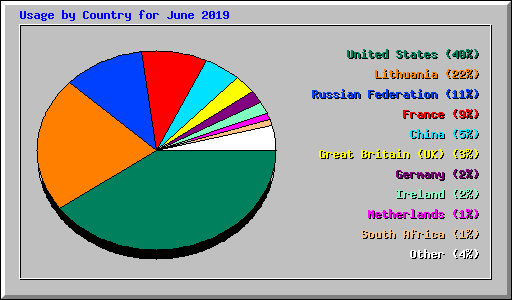 Usage by Country for June 2019
United States (40%)
Lithuania (22%)
Russian Federation (11%)
France (9%)
China (5%)
Great Britain (UK) (3%)
Germany (2%)
Ireland (2%)
Netherlands (1%)
South Africa (1%)
Other (4%)